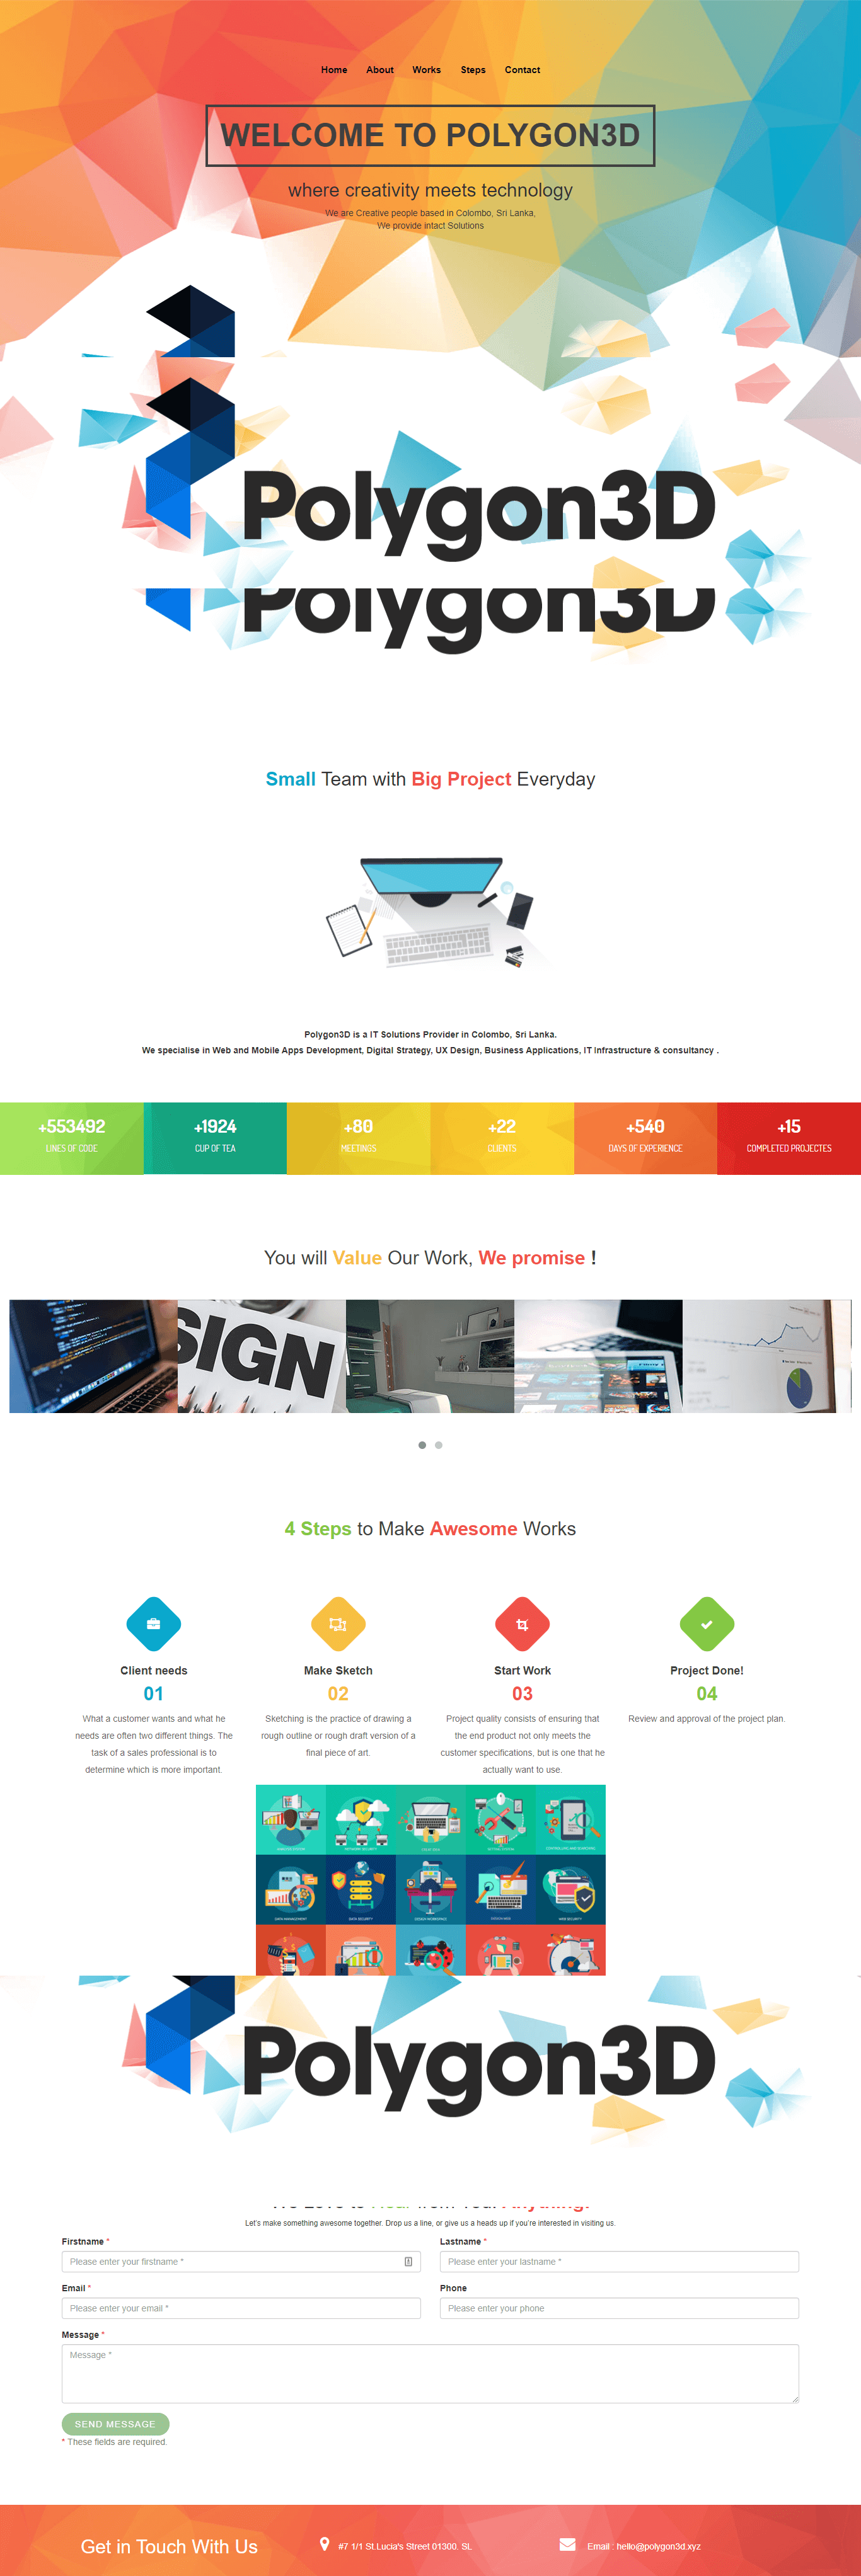 Home About Works Steps Contact
WELCOME TO POLYGON3D
where creativity meets technology
We are Creative people based in Colombo, Sri Lanka,
We provide intact Solutions
Polygon3D
Polygon3D
Small Team with Big Project Everyday
Polygon3D is a IT Solutions Provider in Colombo, Sri Lanka.
We specialise in Web and Mobile Apps Development, Digital Strategy, UX Design, Business Applications, IT Infrastructure & consultancy .
+553492 +1924 +80 +22 +540 +15
LINES OF CODE CUP OF TEA MEETINGS CLIENTS DAYS OF EXPERIENCE COMPLETED PROJECTES
You will Value Our Work, We promise !
SIGN
4 Steps to Make Awesome Works
Client needs
01
What a customer wants and what he
needs are often two different things. The
task of a sales professional is to
determine which is more important.
Make Sketch
02
Sketching is the practice of drawing a
rough outline or rough draft version of a
final piece of art.
Start Work
03
Project quality consists of ensuring that
the end product not only meets the
customer specifications, but is one that he
actually want to use.
Project Done!
04
Review and approval of the project plan.
NETWORK SECURITY
DATA MANAGEMENT DATA SECURITY DESIGN WORKSPACE WEB SECURITY
Polygon3D
Let's make something awesome together. Drop us a line, or give us a heads up if you're interested in visiting us.
Firstname * Lastname *
Please enter your firstname * Please enter your lastname *
Email * Phone
Please enter your email * Please enter your phone
Message *
Message *
SEND MESSAGE
* These fields are required.
Get in Touch With Us #7 1/1 St.Lucia's Street 01300. SL Email : hello@polygon3d.xyz